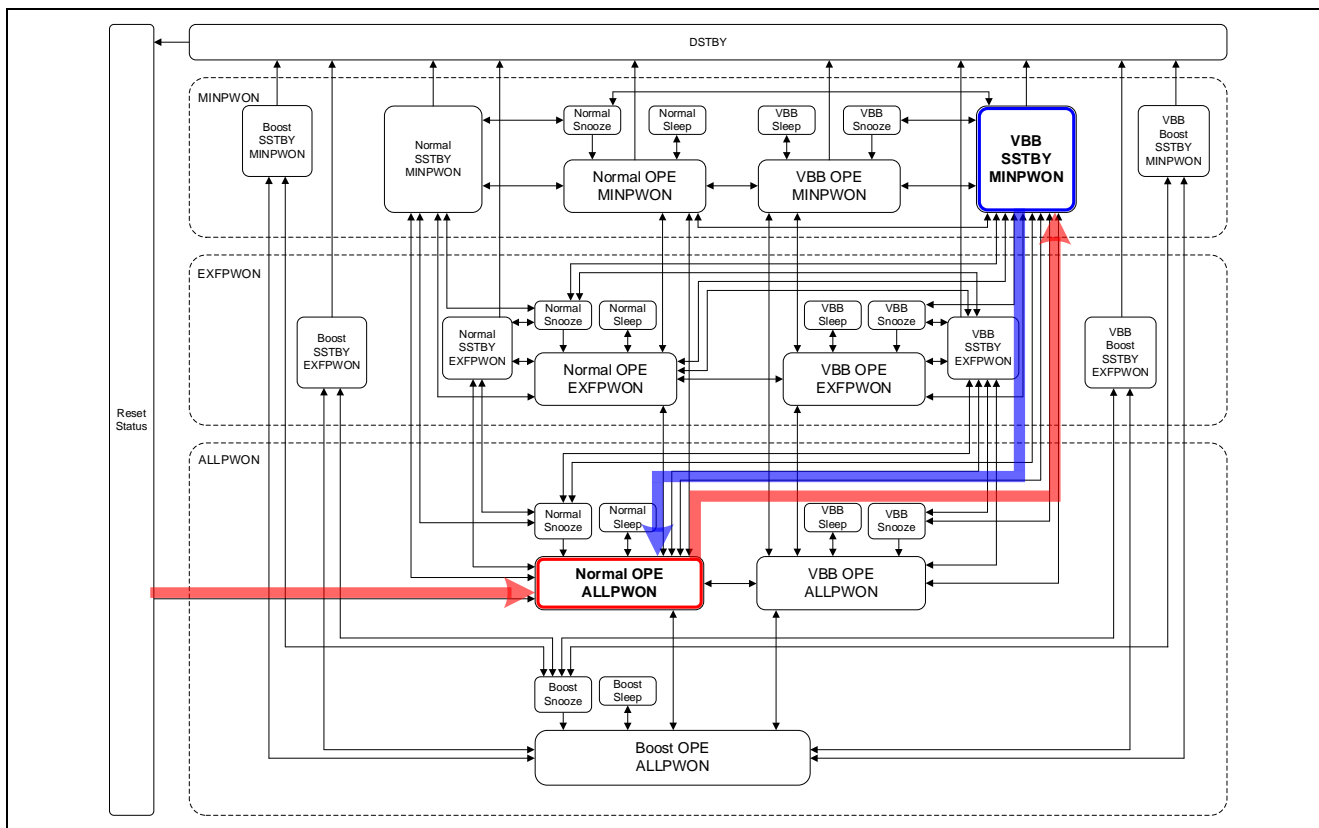 DSTBY
Reset
Status
MINPWON
Boost
SSTBY
MINPWON
Normal
SSTBY
MINPWON
Normal
Snooze
Normal
Sleep
VBB
Sleep
VBB
Snooze
Normal OPE
MINPWON
VBB OPE
MINPWON
VBB
SSTBY
MINPWON
VBB
Boost
SSTBY
MINPWON
EXFPWON
Boost
SSTBY
EXFPWON
Normal
SSTBY
EXFPWON
Normal
Snooze
Normal
Sleep
VBB
Sleep
VBB
Snooze
Normal OPE
EXFPWON
VBB OPE
EXFPWON
VBB
SSTBY
EXFPWON
VBB
Boost
SSTBY
EXFPWON
ALLPWON
Normal
Snooze
Normal
Sleep
VBB
Sleep
VBB
Snooze
Normal OPE
ALLPWON
VBB OPE
ALLPWON
Boost
Snooze
Boost
Sleep
Boost OPE
ALLPWON